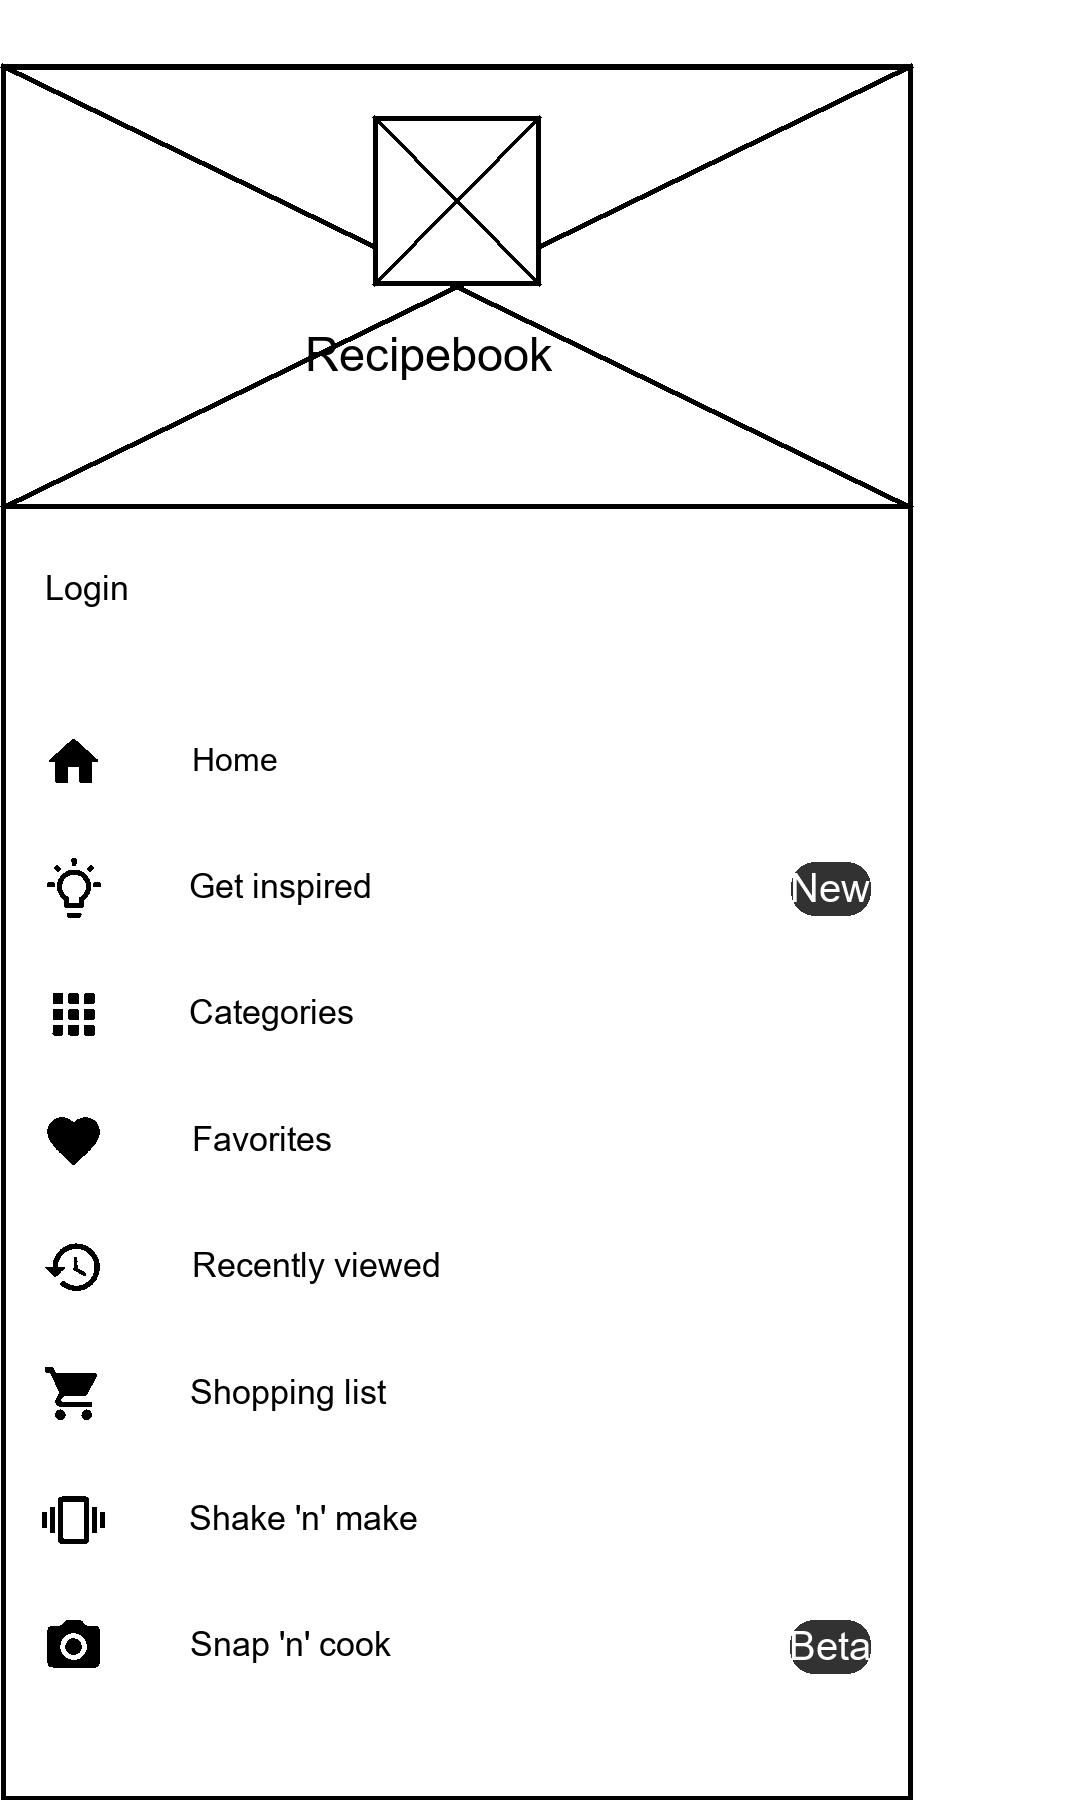 Recipebook
Login
Home
Get inspired
New
Categories
Favorites
Recently viewed
Shopping list
Shake 'n' make
Snap 'n' cook
Beta